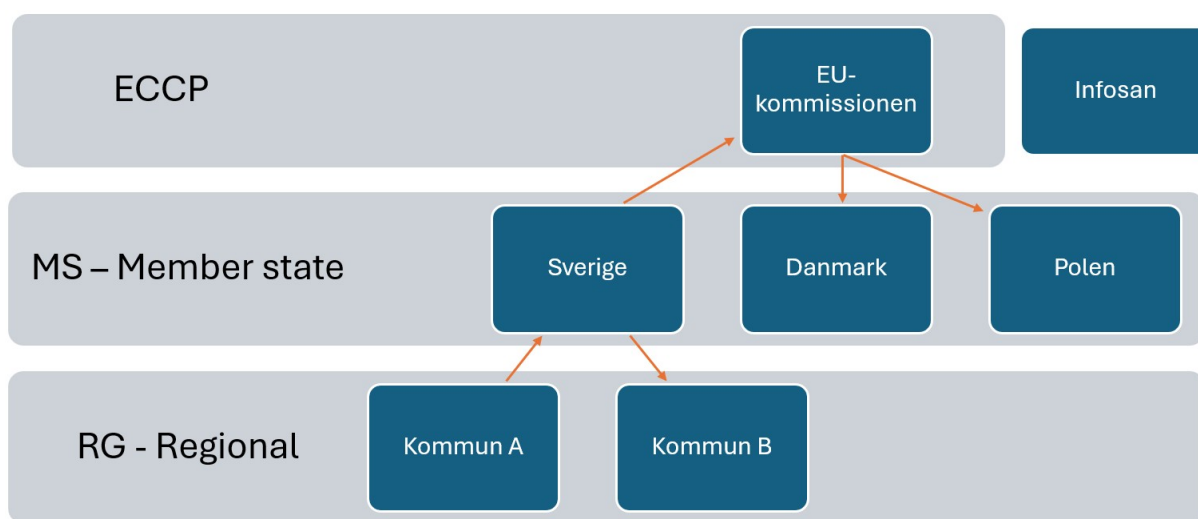 ECCP
EU-
kommissionen
Infosan
MS – Member state
Sverige
Danmark
Polen
RG - Regional
Kommun A
Kommun B